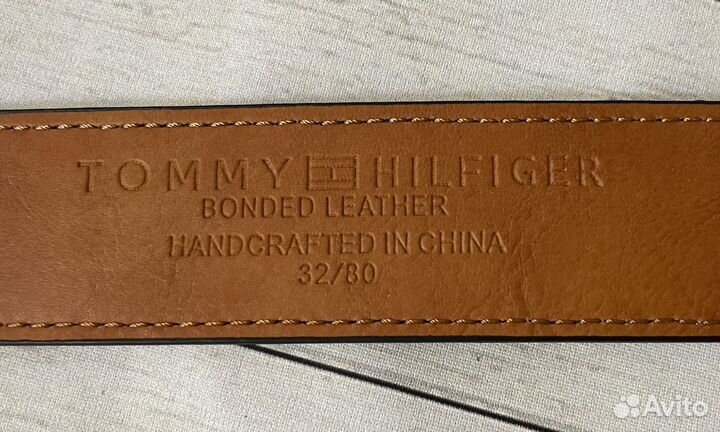 TOMMY HILFIGER
BONDED LEATHER
HANDCRAFTED IN CHINA
32/80
Avito